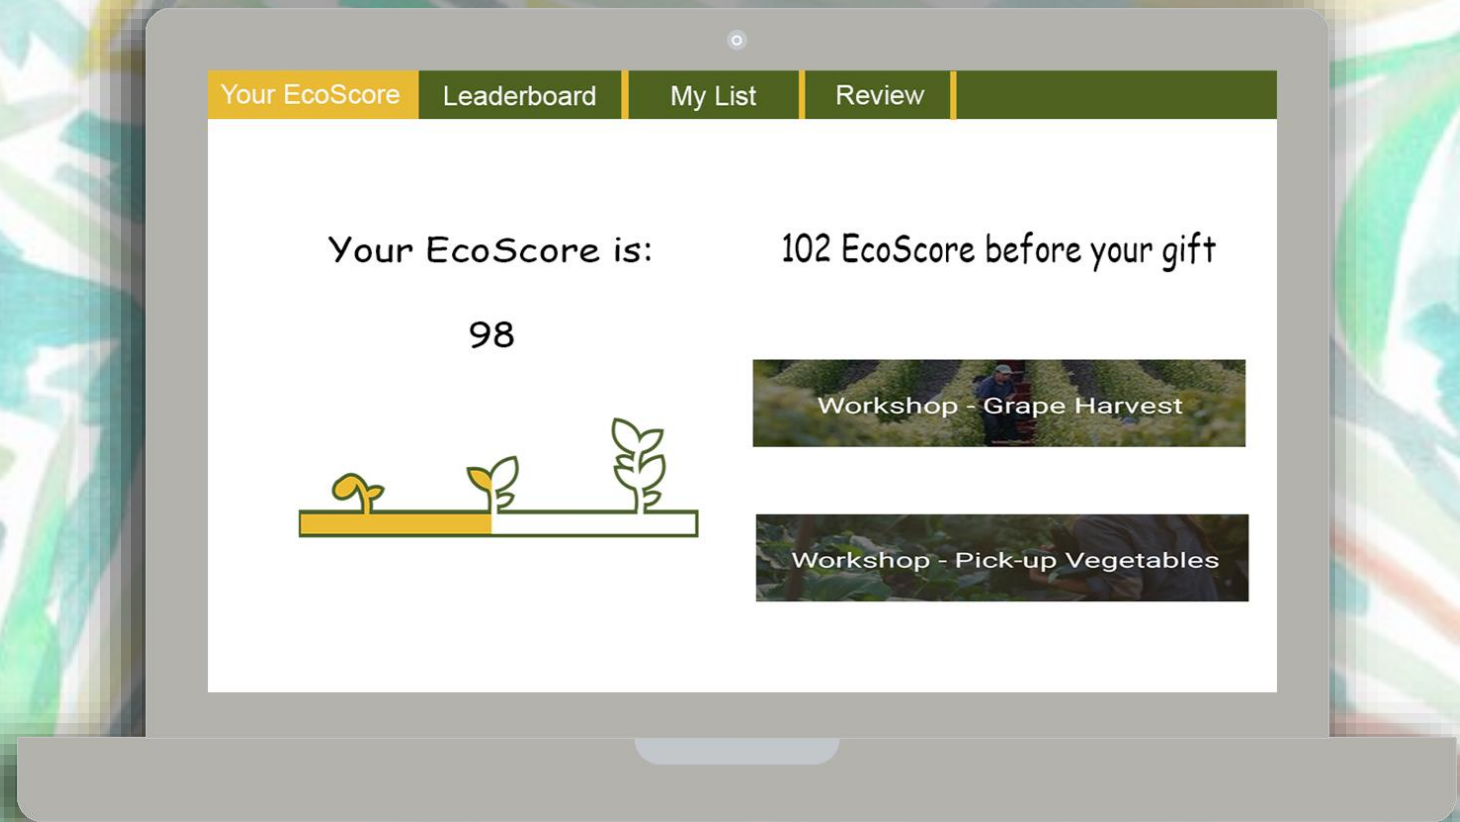 Your EcoScore
Leaderboard
My List
Review
Your EcoScore is:
98
102 EcoScore before your gift
Workshop - Grape Harvest
Workshop - Pick-up Vegetables